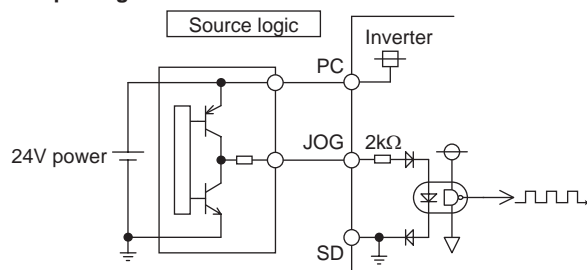 Source logic
Inverter
PC
24V power
JOG
2kΩ
SD